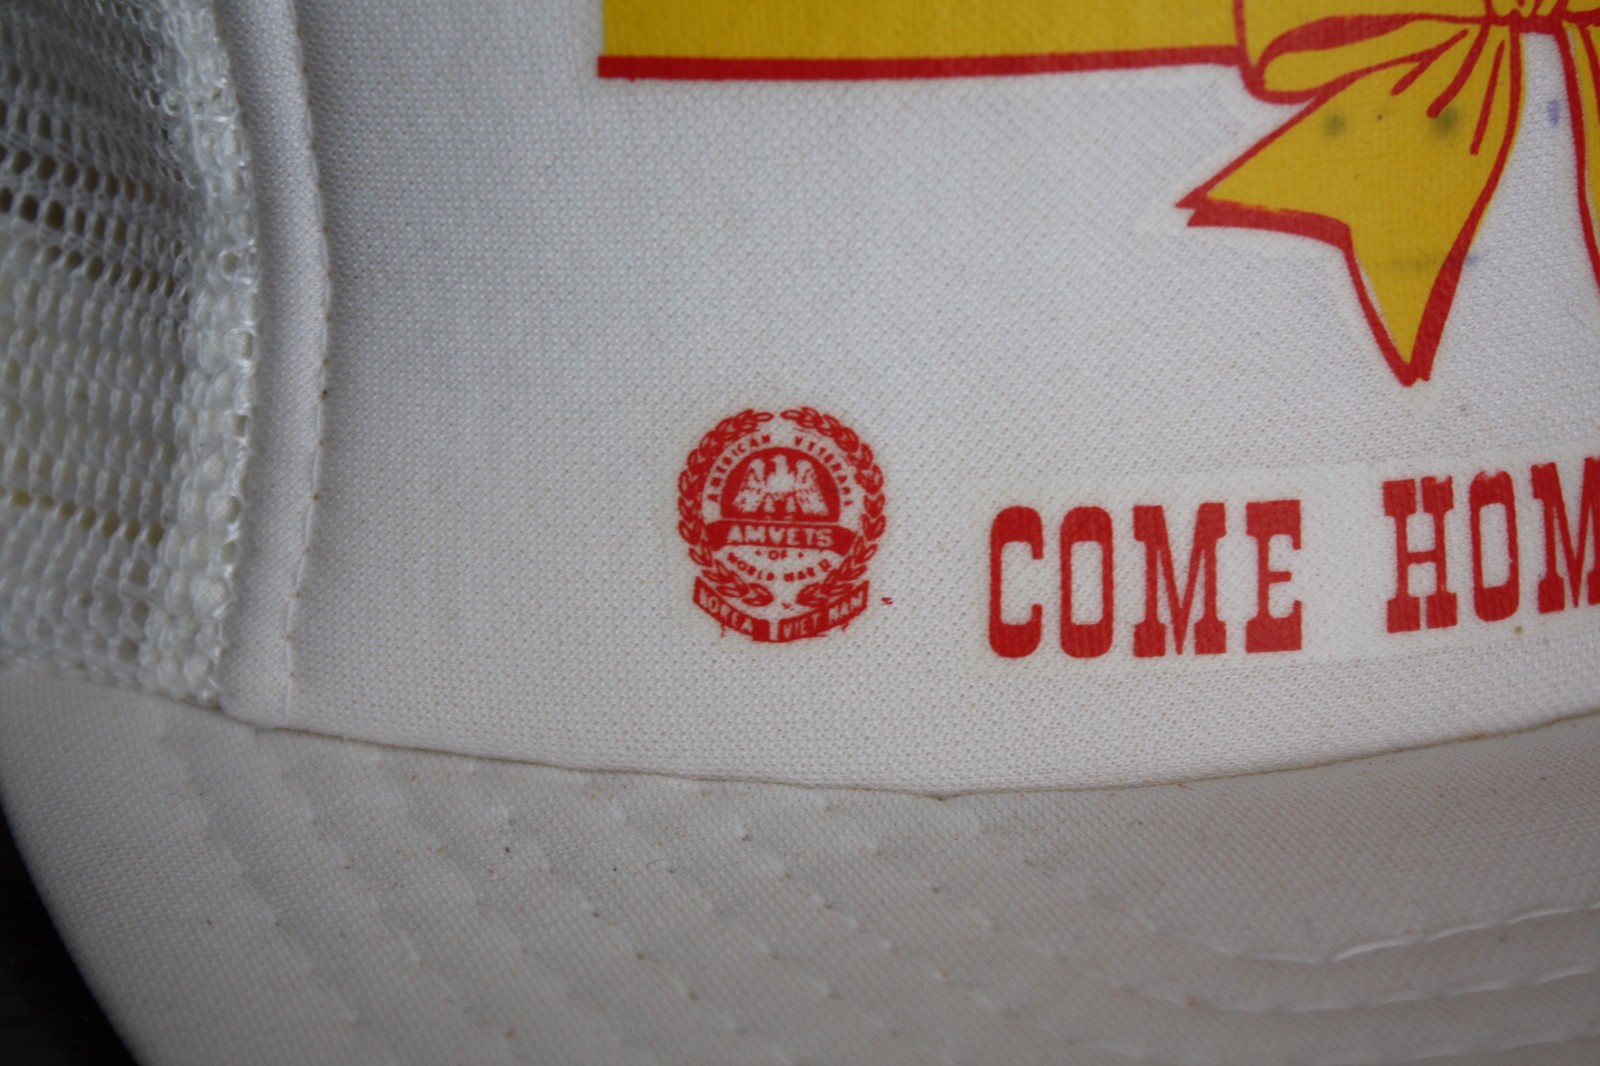 AMERICAN VETERANS
AMVETS
OF
WORLD WAR II
KOREA VIET NAM
COME HOM